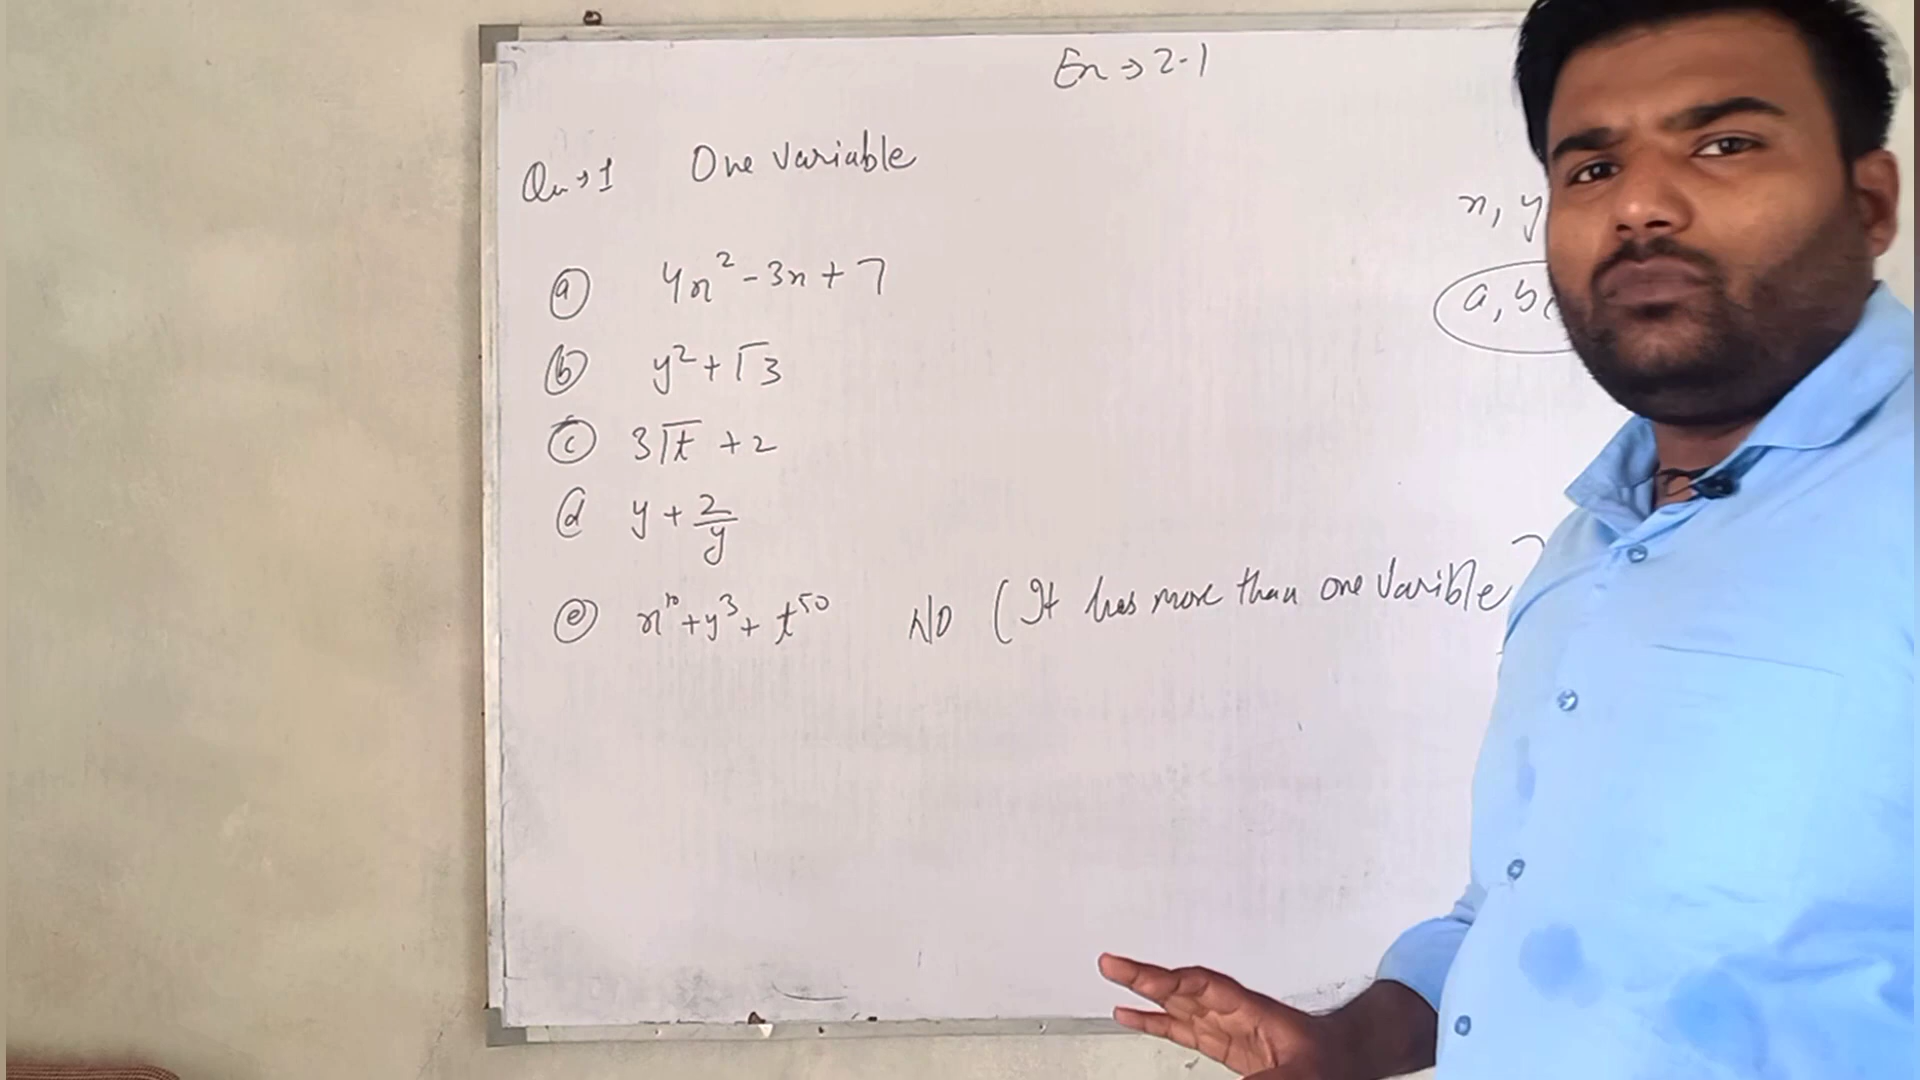 Ex → 2.1
Qu → 1 One variable
x, y
a, b
(a) 4x² - 3x + 7
(b) y² + √3
(c) 3√t + 2
(d) y + 2/y
(e) x¹⁰ + y³ + t⁵⁰ NO (It has more than one Varible